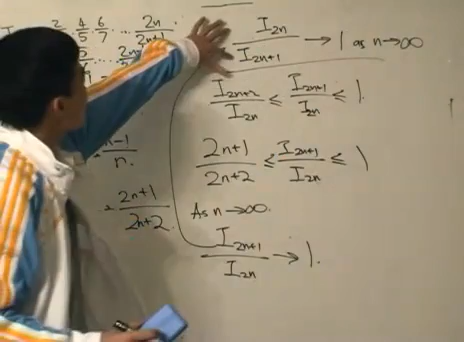 2/ · 4/5 · 6/7 ... 2n/2n+1
I_{2n}/I_{2n+1} → 1 as n→∞
I_{2n+2}/I_{2n} ≤ I_{2n+1}/I_{2n} ≤ 1.
n-1/n.
2n+1/2n+2 ≤ I_{2n+1}/I_{2n} ≤ 1
= 2n+1/2n+2.
As n→∞.
I_{2n+1}/I_{2n} → 1.